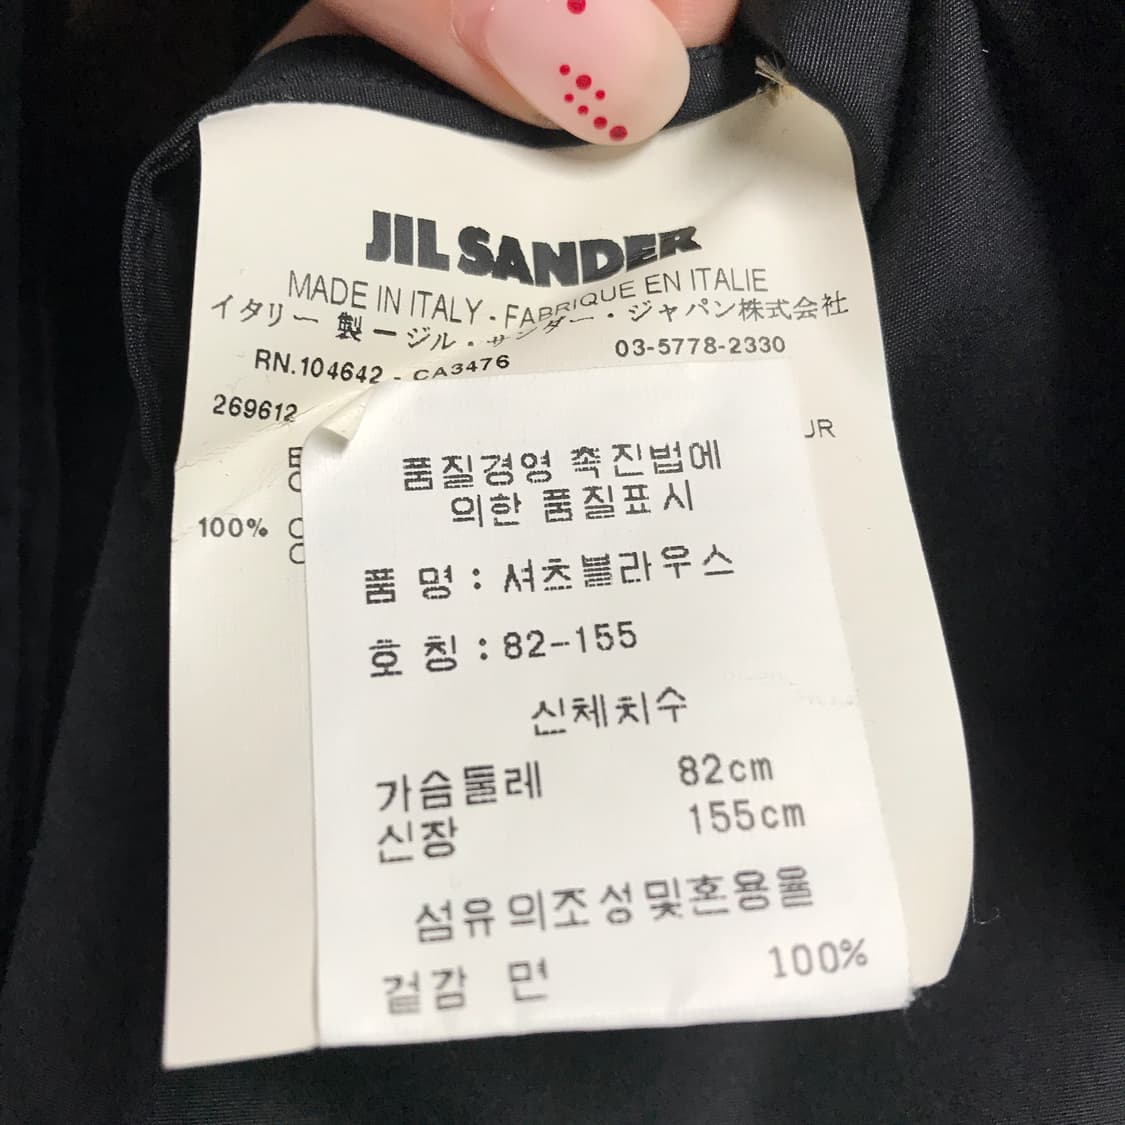 JIL SANDER
MADE IN ITALY - FABRIQUE EN ITALIE
イタリー 製 ー ジル・サンダー・ジャパン株式会社
RN.104642 - CA3476
03-5778-2330
269612
UR
100%
품질경영 촉진법에
의한 품질표시
품 명 : 셔츠블라우스
호 칭 : 82-155
신체치수
가슴둘레 82cm
신장 155cm
섬유의조성및혼용율
겉감 면 100%